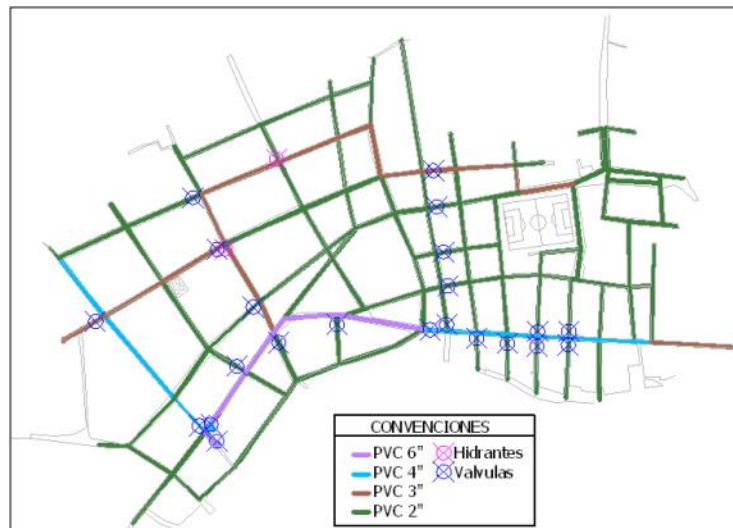 CONVENCIONES
PVC 6" Hidrantes
PVC 4" Valvulas
PVC 3"
PVC 2"